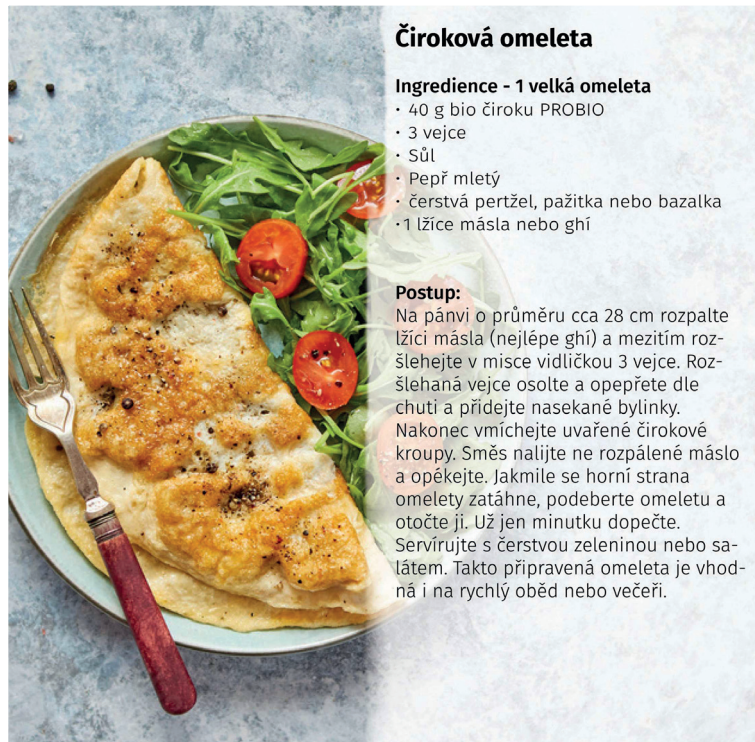 Čiroková omeleta
Ingredience - 1 velká omeleta
· 40 g bio čiroku PROBIO
· 3 vejce
· Sůl
· Pepř mletý
· čerstvá pertžel, pažitka nebo bazalka
· 1 lžíce másla nebo ghí
Postup:
Na pánvi o průměru cca 28 cm rozpalte
lžíci másla (nejlépe ghí) a mezitím roz-
šlehejte v misce vidličkou 3 vejce. Roz-
šlehaná vejce osolte a opepřete dle
chuti a přidejte nasekané bylinky.
Nakonec vmíchejte uvařené čirokové
kroupy. Směs nalijte ne rozpálené máslo
a opékejte. Jakmile se horní strana
omelety zatáhne, podeberte omeletu a
otočte ji. Už jen minutku dopečte.
Servírujte s čerstvou zeleninou nebo sa-
látem. Takto připravená omeleta je vhod-
ná i na rychlý oběd nebo večeři.